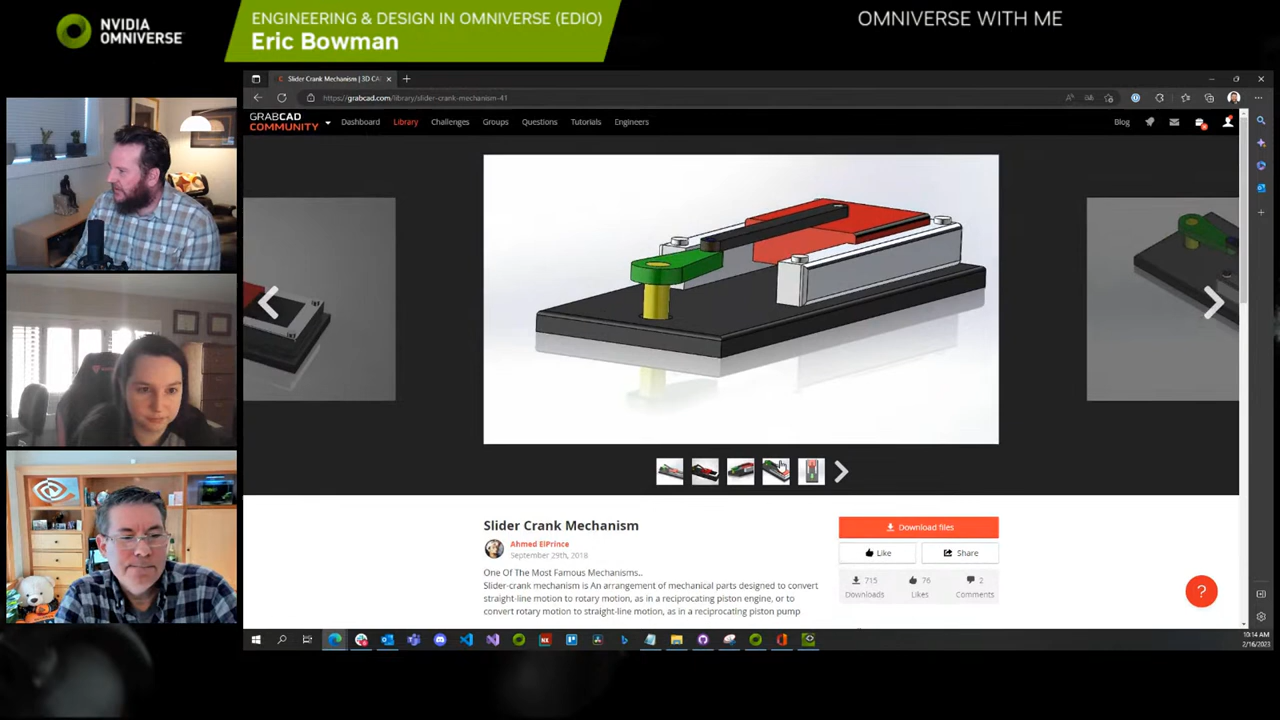 NVIDIA
OMNIVERSE
ENGINEERING & DESIGN IN OMNIVERSE (EDIO)
Eric Bowman
OMNIVERSE WITH ME
Slider Crank Mechanism | 3D CA
https://grabcad.com/library/slider-crank-mechanism-41
GRABCAD
COMMUNITY
Dashboard
Library
Challenges
Groups
Questions
Tutorials
Engineers
Blog
Slider Crank Mechanism
Ahmed ElPrince
September 29th, 2018
One Of The Most Famous Mechanisms..
Slider-crank mechanism is An arrangement of mechanical parts designed to convert
straight-line motion to rotary motion, as in a reciprocating piston engine, or to
convert rotary motion to straight-line motion, as in a reciprocating piston pump
Download files
Like
Share
715
Downloads
76
Likes
2
Comments
?
10:14 AM
2/16/2023